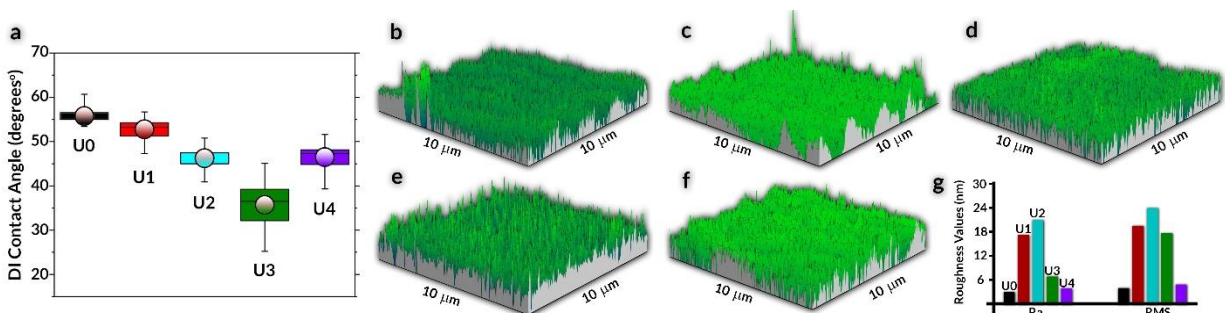 a
DI Contact Angle (degreesº)
70
60
50
40
30
20
U0
U1
U2
U3
U4
b
10 µm
10 µm
c
10 µm
10 µm
d
10 µm
10 µm
e
10 µm
10 µm
f
10 µm
10 µm
g
Roughness Values (nm)
30
24
18
12
6
U0
U1
U2
U3
U4
Ra
RMS